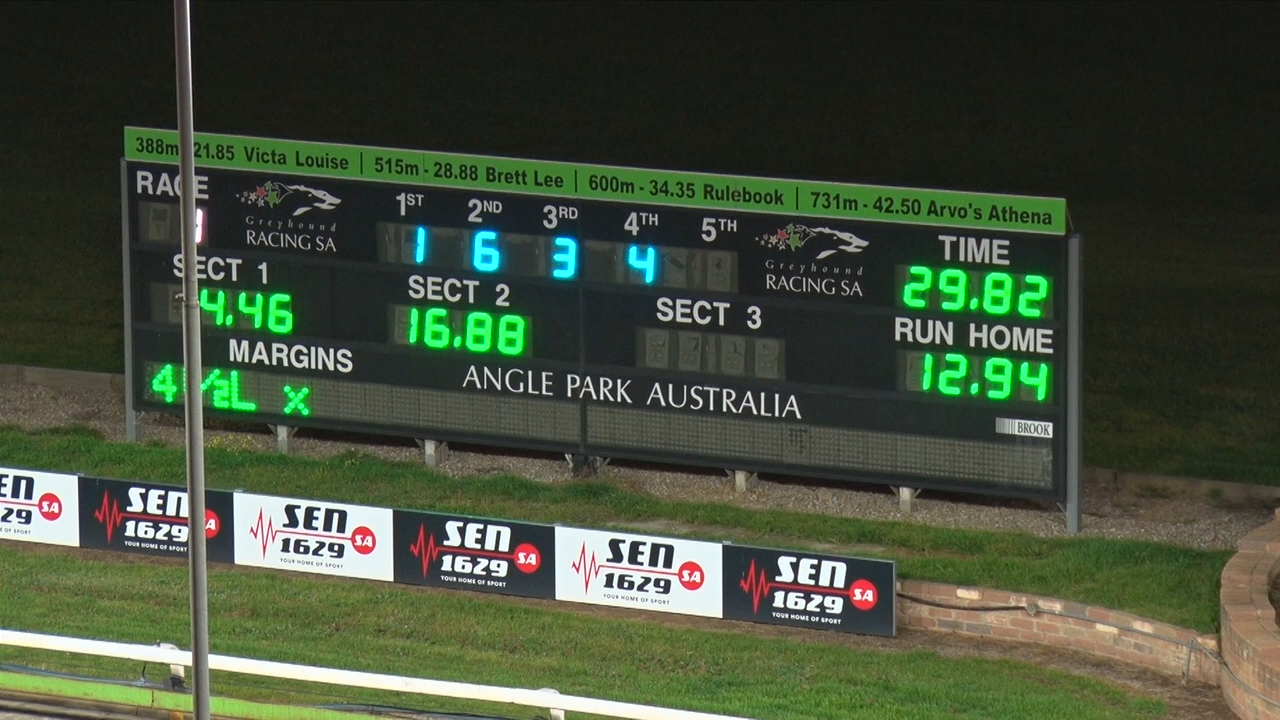 388m 21.85 Victa Louise | 515m - 28.88 Brett Lee | 600m - 34.35 Rulebook | 731m - 42.50 Arvo's Athena
RACE
Greyhound
RACING SA
1ST 2ND 3RD 4TH 5TH
1 6 3 4
Greyhound
RACING SA
TIME
29.82
SECT 1
4.46
SECT 2
16.88
SECT 3
RUN HOME
12.94
MARGINS
4 ½L x
ANGLE PARK AUSTRALIA
BROOK
EN
29
E OF SPORT
SEN
1629
YOUR HOME OF SPORT
SEN
1629 SA
YOUR HOME OF SPORT
SEN
1629 SA
YOUR HOME OF SPORT
SEN
1629 SA
YOUR HOME OF SPORT
SEN
1629 SA
YOUR HOME OF SPORT